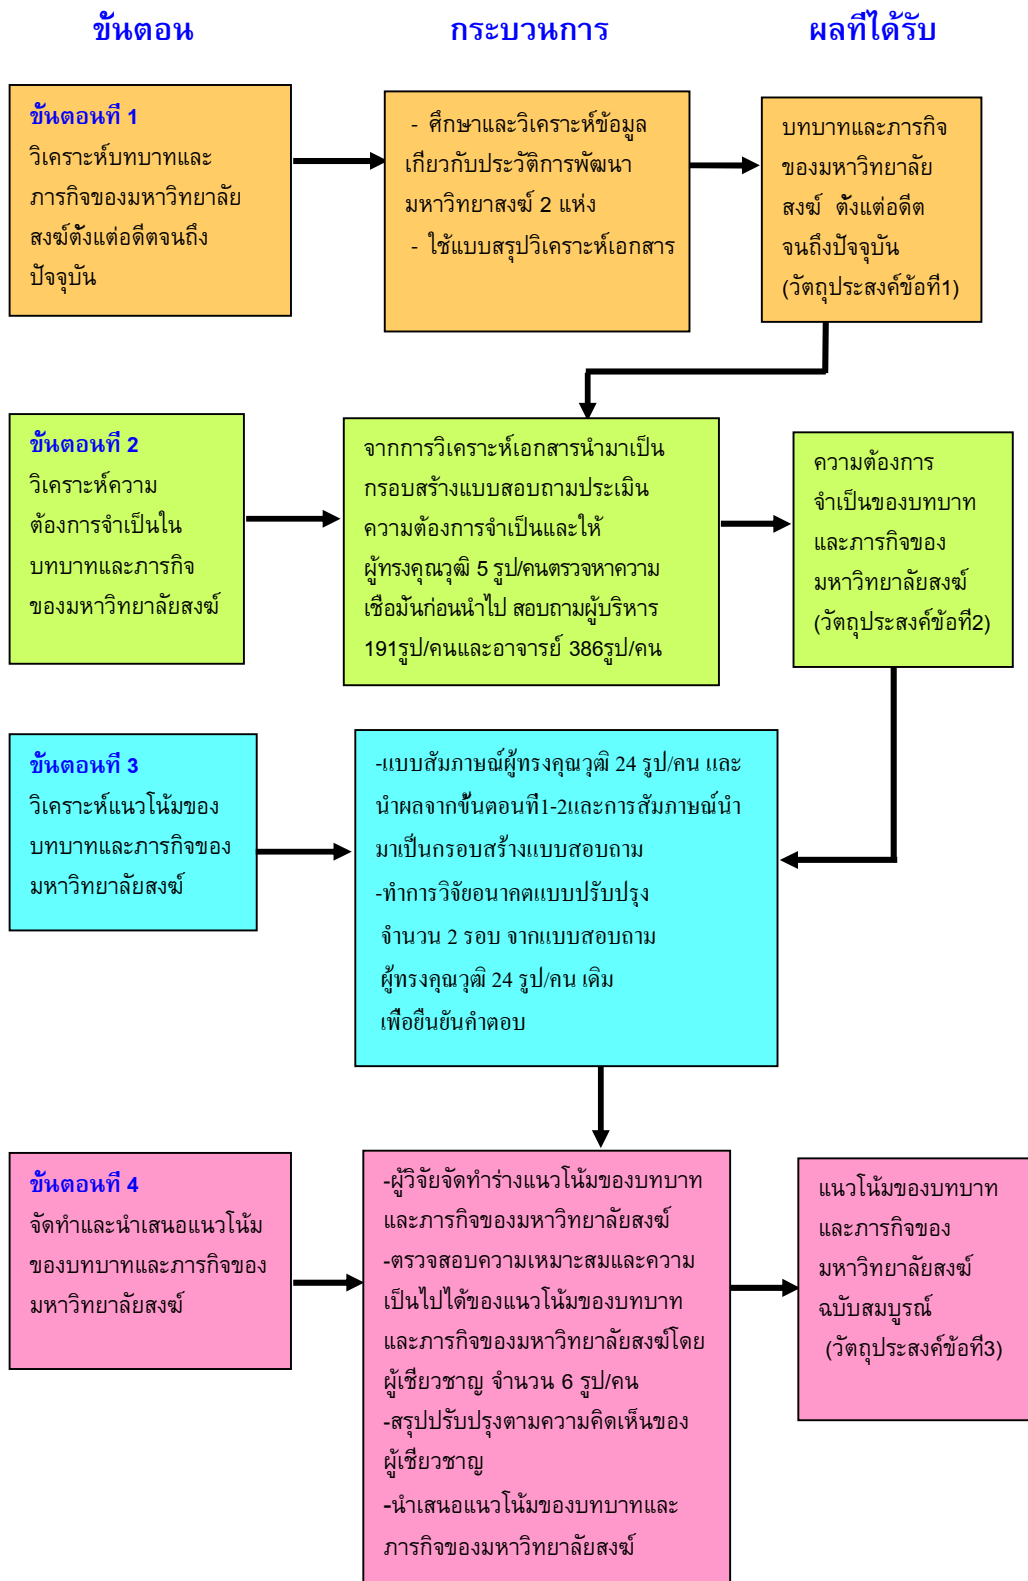 ขั้นตอน
กระบวนการ
ผลที่ได้รับ
ขั้นตอนที่ 1
วิเคราะห์บทบาทและ
ภารกิจของมหาวิทยาลัย
สงฆ์ตั้งแต่อดีตจนถึง
ปัจจุบัน
- ศึกษาและวิเคราะห์ข้อมูล
เกี่ยวกับประวัติการพัฒนา
มหาวิทยาสงฆ์ 2 แห่ง
- ใช้แบบสรุปวิเคราะห์เอกสาร
บทบาทและภารกิจ
ของมหาวิทยาลัย
สงฆ์ ตั้งแต่อดีต
จนถึงปัจจุบัน
(วัตถุประสงค์ข้อที่1)
ขั้นตอนที่ 2
วิเคราะห์ความ
ต้องการจำเป็นใน
บทบาทและภารกิจ
ของมหาวิทยาลัยสงฆ์
จากการวิเคราะห์เอกสารนำมาเป็น
กรอบสร้างแบบสอบถามประเมิน
ความต้องการจำเป็นและให้
ผู้ทรงคุณวุฒิ 5 รูป/คนตรวจหาความ
เชื่อมั่นก่อนนำไป สอบถามผู้บริหาร
191รูป/คนและอาจารย์ 386รูป/คน
ความต้องการ
จำเป็นของบทบาท
และภารกิจของ
มหาวิทยาลัยสงฆ์
(วัตถุประสงค์ข้อที่2)
ขั้นตอนที่ 3
วิเคราะห์แนวโน้มของ
บทบาทและภารกิจของ
มหาวิทยาลัยสงฆ์
-แบบสัมภาษณ์ผู้ทรงคุณวุฒิ 24 รูป/คน และ
นำผลจากขั้นตอนที่1-2และการสัมภาษณ์นำ
มาเป็นกรอบสร้างแบบสอบถาม
-ทำการวิจัยอนาคตแบบปรับปรุง
จำนวน 2 รอบ จากแบบสอบถาม
ผู้ทรงคุณวุฒิ 24 รูป/คน เดิม
เพื่อยืนยันคำตอบ
ขั้นตอนที่ 4
จัดทำและนำเสนอแนวโน้ม
ของบทบาทและภารกิจของ
มหาวิทยาลัยสงฆ์
-ผู้วิจัยจัดทำร่างแนวโน้มของบทบาท
และภารกิจของมหาวิทยาลัยสงฆ์
-ตรวจสอบความเหมาะสมและความ
เป็นไปได้ของแนวโน้มของบทบาท
และภารกิจของมหาวิทยาลัยสงฆ์โดย
ผู้เชี่ยวชาญ จำนวน 6 รูป/คน
-สรุปปรับปรุงตามความคิดเห็นของ
ผู้เชี่ยวชาญ
-นำเสนอแนวโน้มของบทบาทและ
ภารกิจของมหาวิทยาลัยสงฆ์
แนวโน้มของบทบาท
และภารกิจของ
มหาวิทยาลัยสงฆ์
ฉบับสมบูรณ์
(วัตถุประสงค์ข้อที่3)